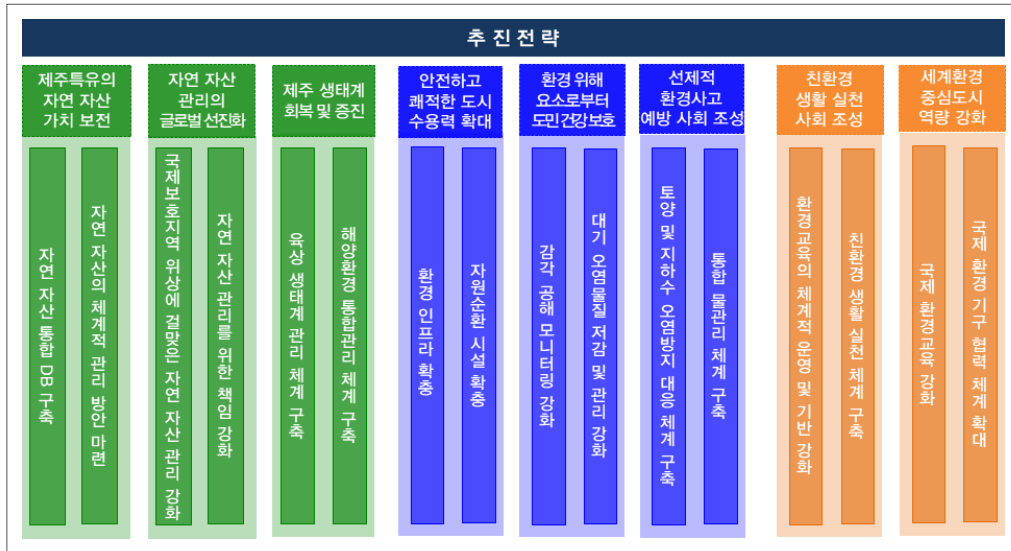 추 진 전 략
제주특유의
자연 자산
가치 보전
자연 자산
관리의
글로벌 선진화
제주 생태계
회복 및 증진
안전하고
쾌적한 도시
수용력 확대
환경 위해
요소로부터
도민 건강 보호
선제적
환경사고
예방 사회 조성
친환경
생활 실천
사회 조성
세계환경
중심도시
역량 강화
자연 자산 통합 DB 구축
자연 자산의 체계적 관리 방안 마련
국제보호지역 위상에 걸맞은 자연 자산 관리 강화
자연 자산 관리를 위한 책임 강화
육상 생태계 관리 체계 구축
해양환경 통합관리 체계 구축
환경 인프라 확충
자원순환 시설 확충
감각 공해 모니터링 강화
대기 오염물질 저감 및 관리 강화
토양 및 지하수 오염방지 대응 체계 구축
통합 물관리 체계 구축
환경교육의 체계적 운영 및 기반 강화
친환경 생활 실천 체계 구축
국제 환경교육 강화
국제 환경 기구 협력 체계 확대